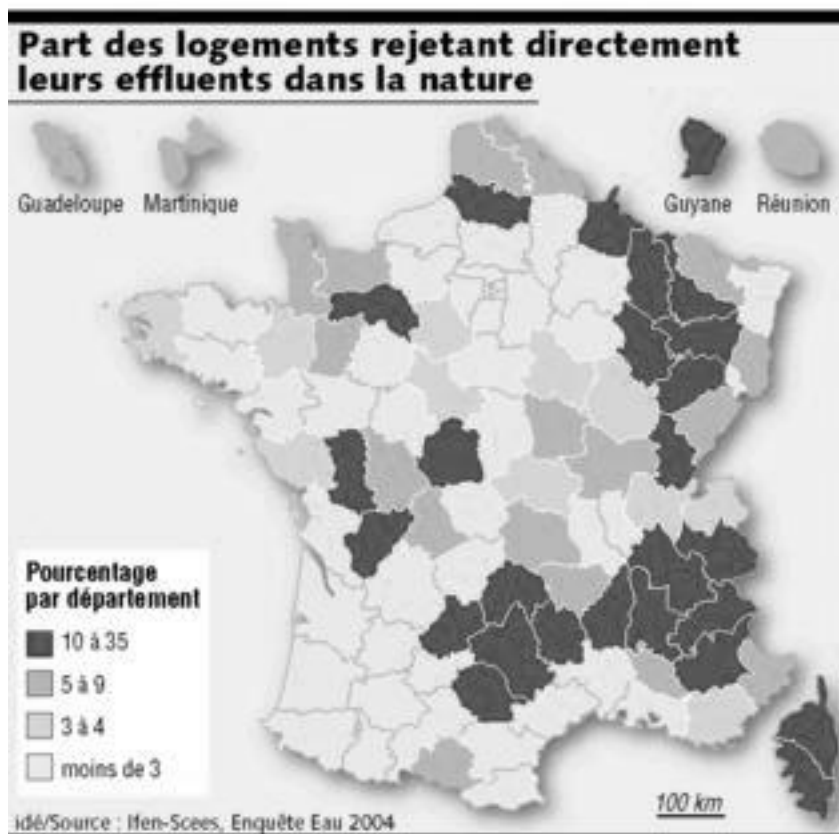 Part des logements rejetant directement
leurs effluents dans la nature
Guadeloupe
Martinique
Guyane
Réunion
Pourcentage
par département
10 à 35
5 à 9
3 à 4
moins de 3
100 km
idé/Source : Ifen-Scees, Enquête Eau 2004